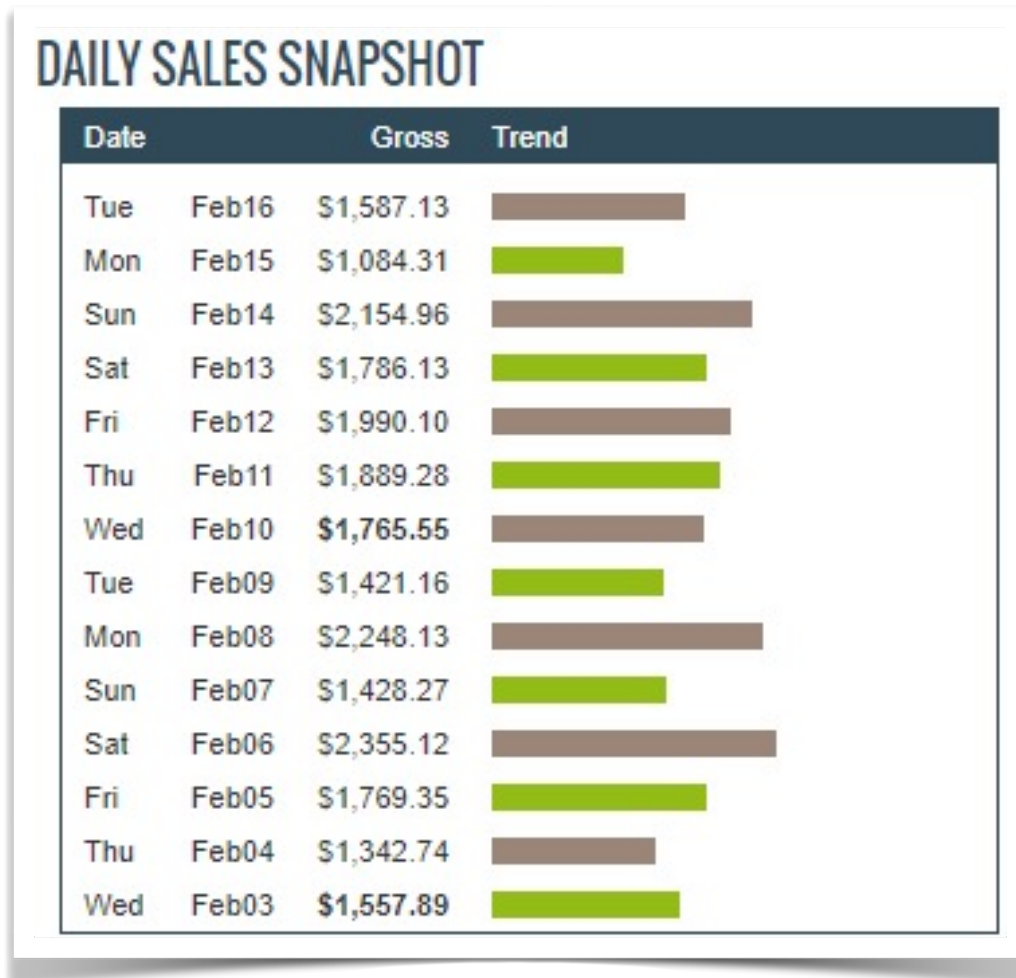 DAILY SALES SNAPSHOT
Date Gross Trend
Tue Feb16 $1,587.13
Mon Feb15 $1,084.31
Sun Feb14 $2,154.96
Sat Feb13 $1,786.13
Fri Feb12 $1,990.10
Thu Feb11 $1,889.28
Wed Feb10 $1,765.55
Tue Feb09 $1,421.16
Mon Feb08 $2,248.13
Sun Feb07 $1,428.27
Sat Feb06 $2,355.12
Fri Feb05 $1,769.35
Thu Feb04 $1,342.74
Wed Feb03 $1,557.89